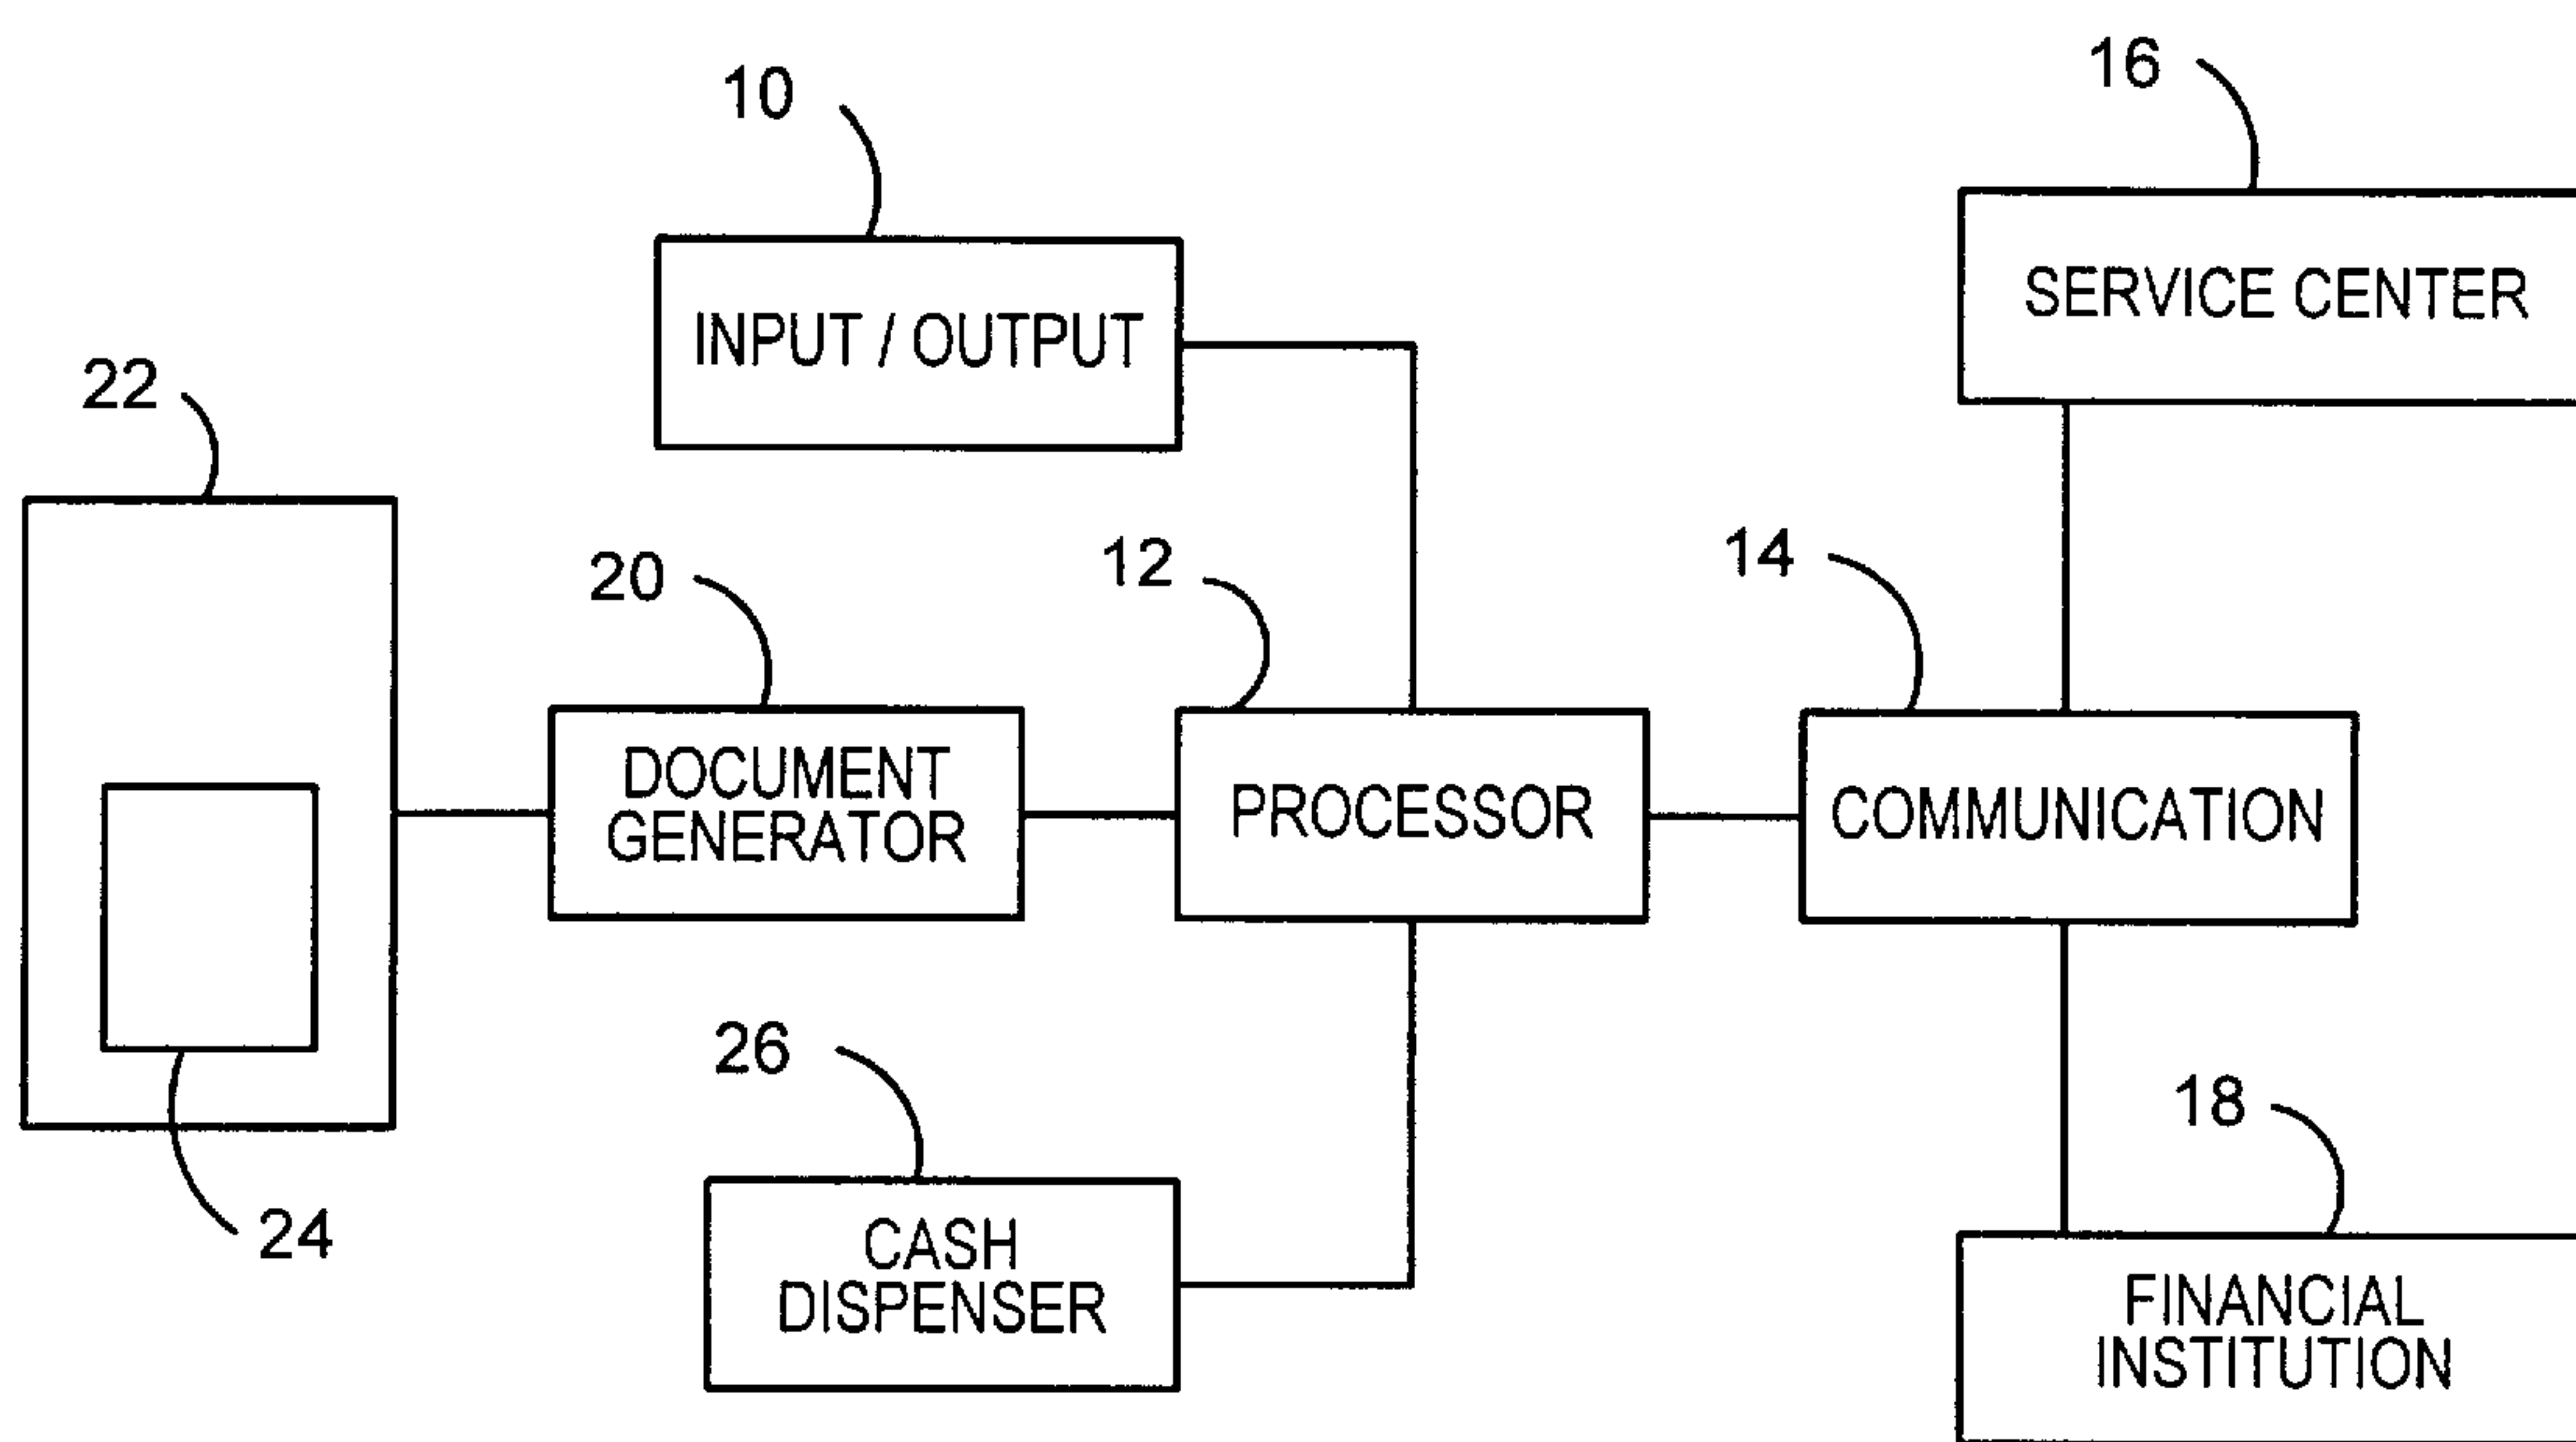 16
10
SERVICE CENTER
INPUT / OUTPUT
22
14
12
20
DOCUMENT
GENERATOR
PROCESSOR
COMMUNICATION
26
18
24
CASH
DISPENSER
FINANCIAL
INSTITUTION